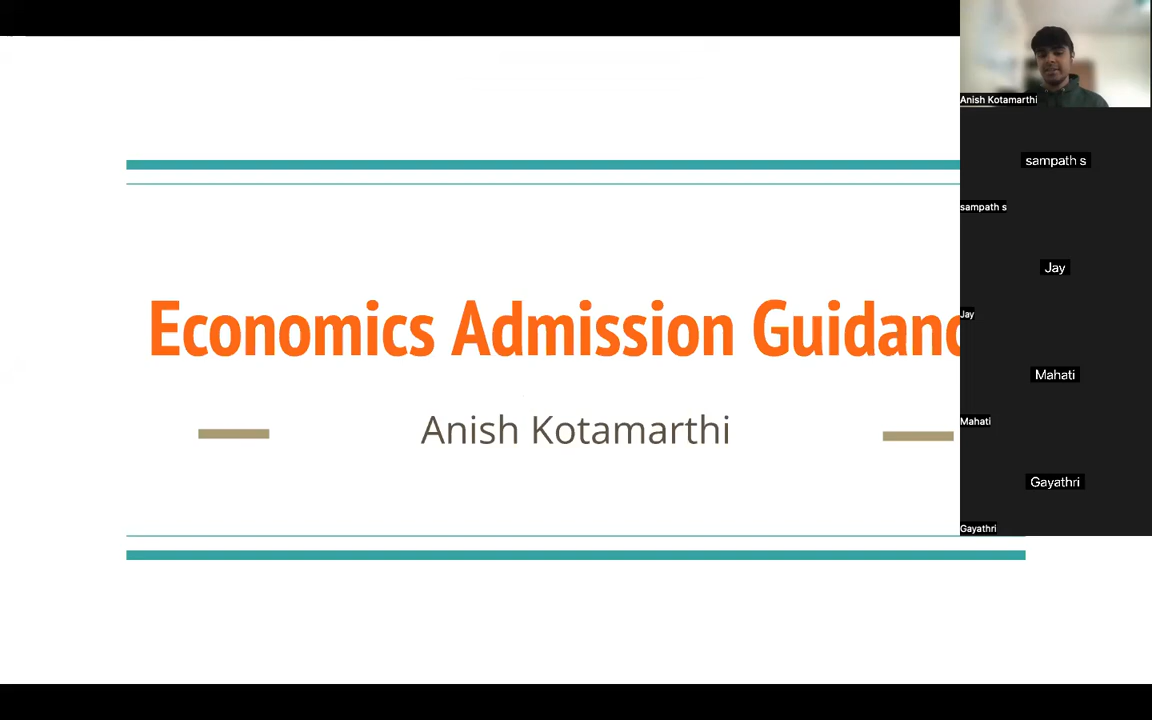 Anish Kotamarthi
sampath s
sampath s
Jay
Jay
Mahati
Mahati
Gayathri
Gayathri
Economics Admission Guidanc
Anish Kotamarthi